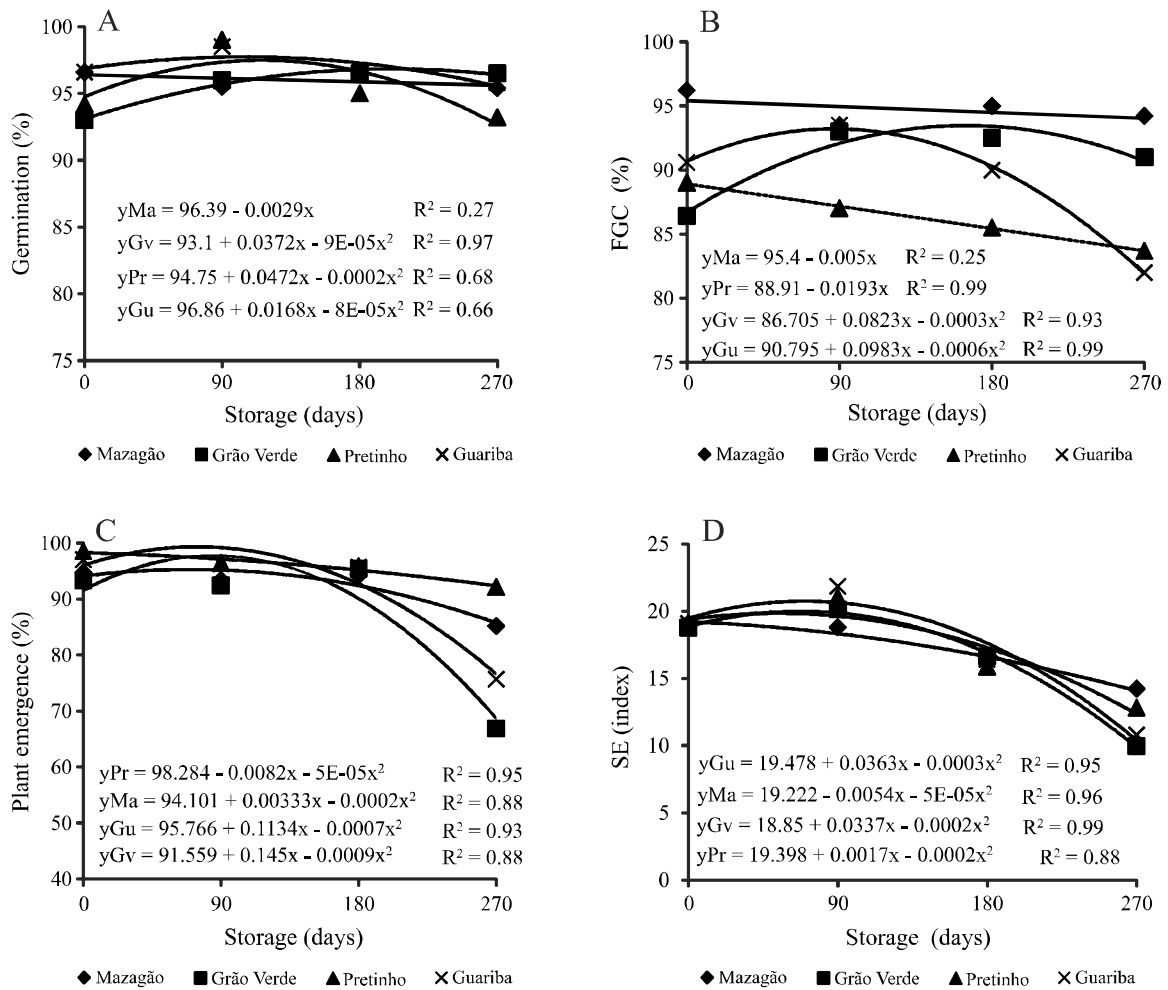 A
Germination (%)
100
95
90
85
80
75
yMa = 96.39 - 0.0029x R² = 0.27
yGv = 93.1 + 0.0372x - 9E-05x² R² = 0.97
yPr = 94.75 + 0.0472x - 0.0002x² R² = 0.68
yGu = 96.86 + 0.0168x - 8E-05x² R² = 0.66
0 90 180 270
Storage (days)
Mazagão Grão Verde Pretinho Guariba
B
FGC (%)
100
95
90
85
80
75
yMa = 95.4 - 0.005x R² = 0.25
yPr = 88.91 - 0.0193x R² = 0.99
yGv = 86.705 + 0.0823x - 0.0003x² R² = 0.93
yGu = 90.795 + 0.0983x - 0.0006x² R² = 0.99
0 90 180 270
Storage (days)
Mazagão Grão Verde Pretinho Guariba
C
Plant emergence (%)
100
90
80
70
60
50
40
yPr = 98.284 - 0.0082x - 5E-05x² R² = 0.95
yMa = 94.101 + 0.00333x - 0.0002x² R² = 0.88
yGu = 95.766 + 0.1134x - 0.0007x² R² = 0.93
yGv = 91.559 + 0.145x - 0.0009x² R² = 0.88
0 90 180 270
Storage (days)
Mazagão Grão Verde Pretinho Guariba
D
SE (index)
25
20
15
10
5
0
yGu = 19.478 + 0.0363x - 0.0003x² R² = 0.95
yMa = 19.222 - 0.0054x - 5E-05x² R² = 0.96
yGv = 18.85 + 0.0337x - 0.0002x² R² = 0.99
yPr = 19.398 + 0.0017x - 0.0002x² R² = 0.88
0 90 180 270
Storage (days)
Mazagão Grão Verde Pretinho Guariba